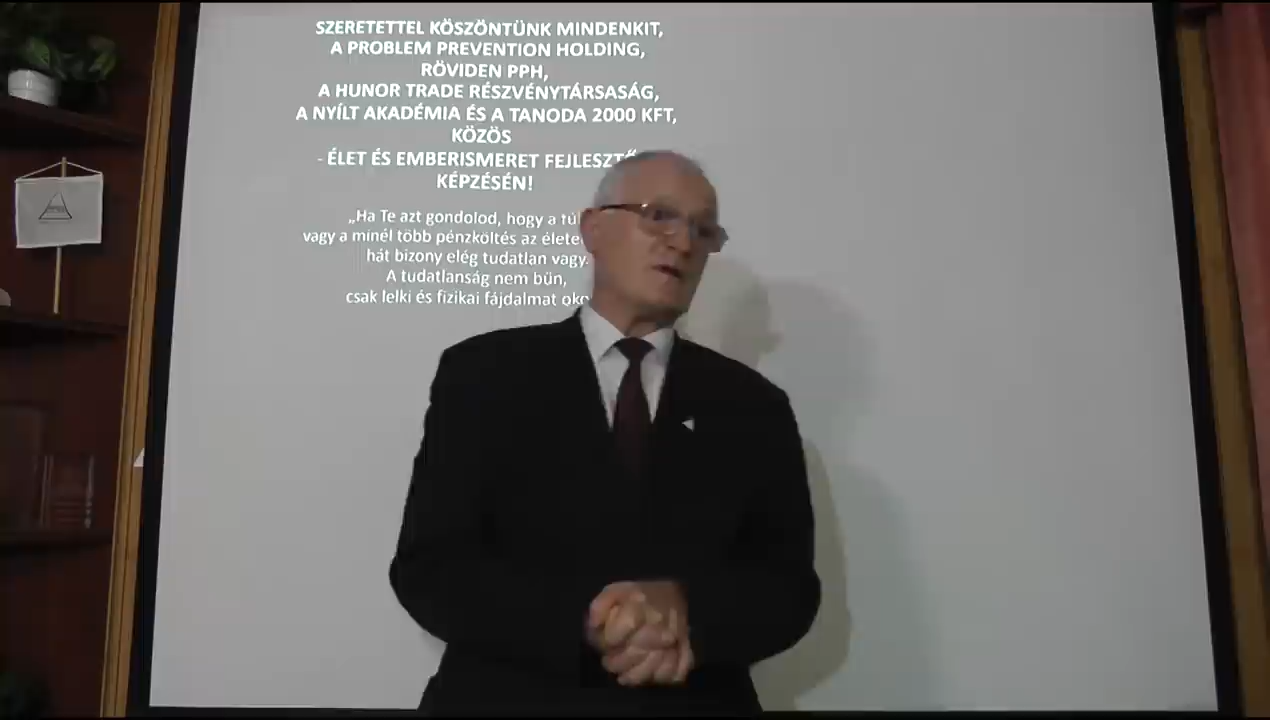 SZERETETTEL KÖSZÖNTÜNK MINDENKIT,
A PROBLEM PREVENTION HOLDING,
RÖVIDEN PPH,
A HUNOR TRADE RÉSZVÉNYTÁRSASÁG,
A NYÍLT AKADÉMIA ÉS A TANODA 2000 KFT,
KÖZÖS
- ÉLET ÉS EMBERISMERET FEJLESZTŐ
KÉPZÉSÉN!
„Ha Te azt gondolod, hogy a
vagy a minél több pénzköltés az
hát bizony elég tudatlan vagy.
A tudatlanság nem bűn,
csak lelki és fizikai fájdalmat